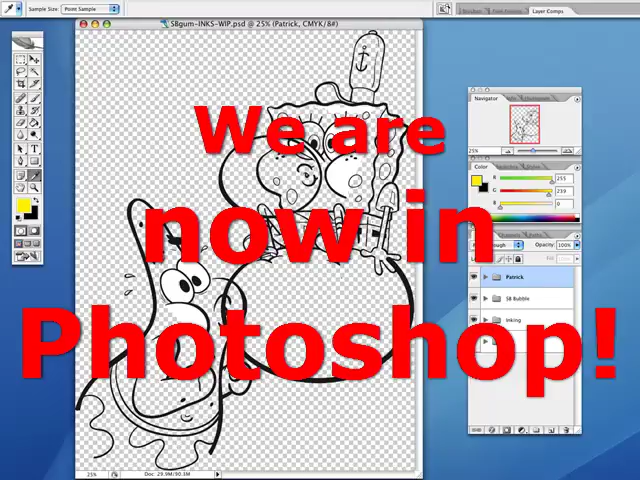 Sample Size: Point Sample
Layer Comps
SBgum-INKS-WIP.psd @ 25% (Patrick, CMYK/8#)
Navigator
25%
Color
R 255
G 239
B 0
Opacity: 100%
Patrick
SB Bubble
Inking
We are
now in
Photoshop!
25%
Doc: 29.9M/90.3M